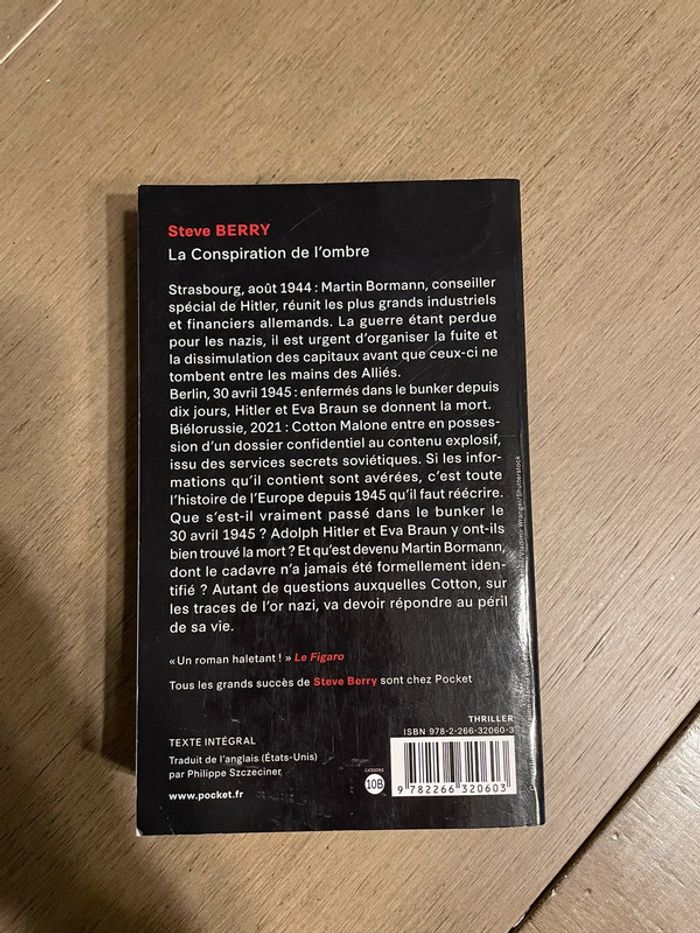 Steve BERRY
La Conspiration de l'ombre
Strasbourg, août 1944 : Martin Bormann, conseiller
spécial de Hitler, réunit les plus grands industriels
et financiers allemands. La guerre étant perdue
pour les nazis, il est urgent d'organiser la fuite et
la dissimulation des capitaux avant que ceux-ci ne
tombent entre les mains des Alliés.
Berlin, 30 avril 1945 : enfermés dans le bunker depuis
dix jours, Hitler et Eva Braun se donnent la mort.
Biélorussie, 2021 : Cotton Malone entre en posses-
sion d'un dossier confidentiel au contenu explosif,
issu des services secrets soviétiques. Si les infor-
mations qu'il contient sont avérées, c'est toute
l'histoire de l'Europe depuis 1945 qu'il faut réécrire.
Que s'est-il vraiment passé dans le bunker le
30 avril 1945 ? Adolph Hitler et Eva Braun y ont-ils
bien trouvé la mort ? Et qu'est devenu Martin Bormann,
dont le cadavre n'a jamais été formellement iden-
tifié ? Autant de questions auxquelles Cotton, sur
les traces de l'or nazi, va devoir répondre au péril
de sa vie.
« Un roman haletant ! » Le Figaro
Tous les grands succès de Steve Berry sont chez Pocket
THRILLER
ISBN 978-2-266-32060-3
TEXTE INTÉGRAL
Traduit de l'anglais (États-Unis)
par Philippe Szczeciner
www.pocket.fr
CATÉGORIE
10B
9 782266 320603
Vladimir Wrangel/Shutterstock